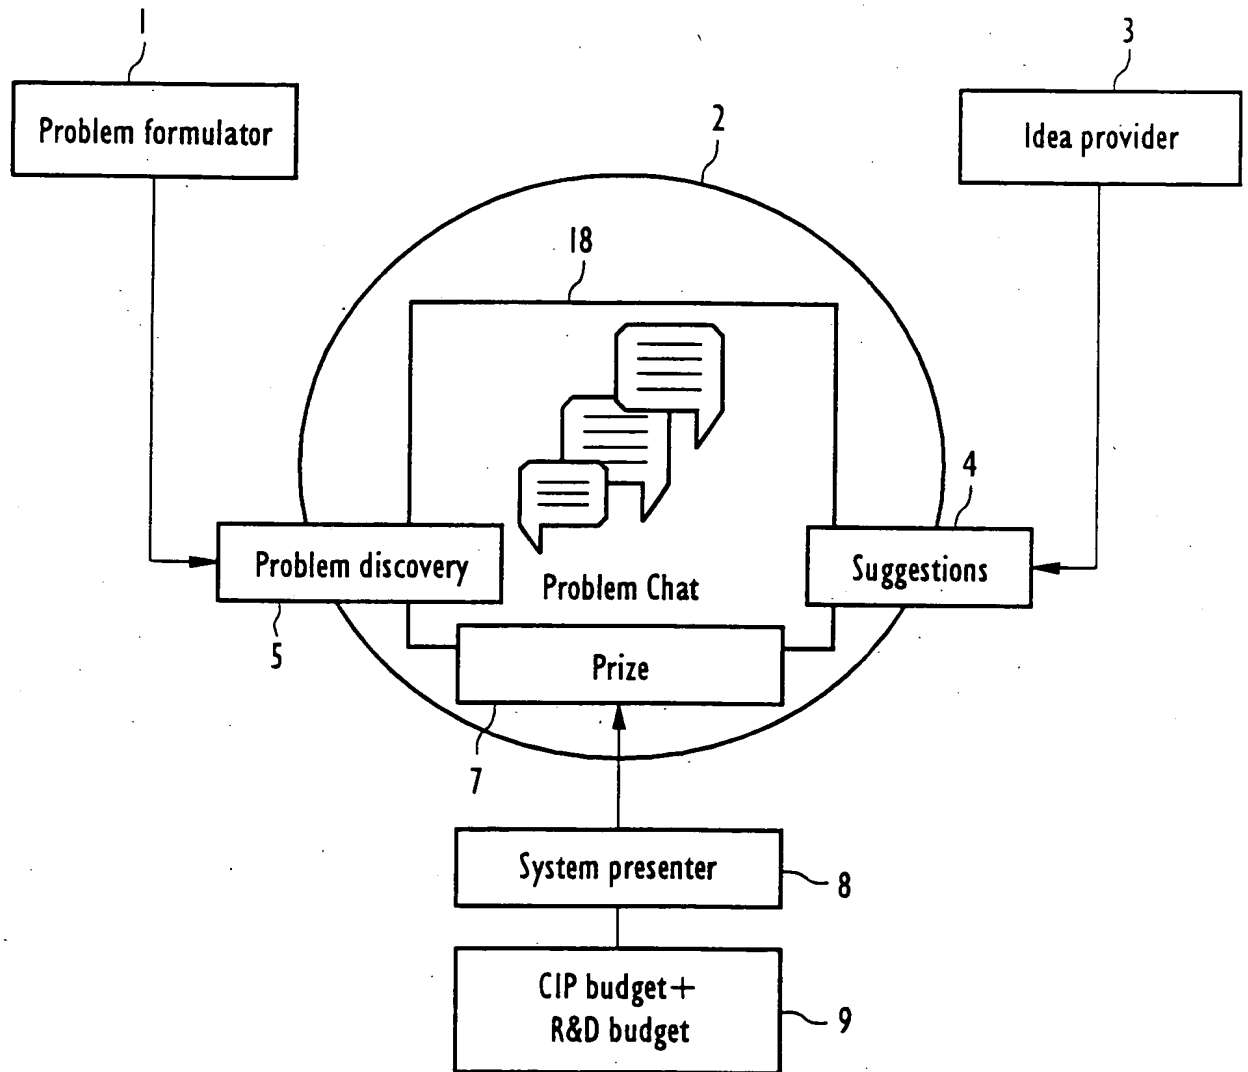 1
3
Problem formulator
Idea provider
2
18
4
Problem discovery
Suggestions
Problem Chat
5
Prize
7
System presenter
8
CIP budget+
R&D budget
9